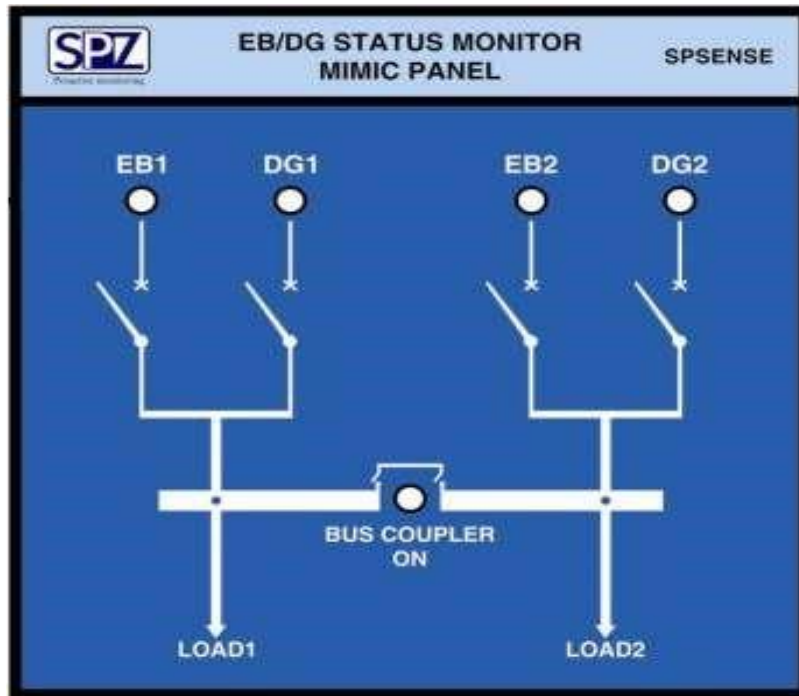 SPZ
EB/DG STATUS MONITOR
MIMIC PANEL
SPSENSE
EB1 DG1 EB2 DG2
BUS COUPLER
ON
LOAD1 LOAD2